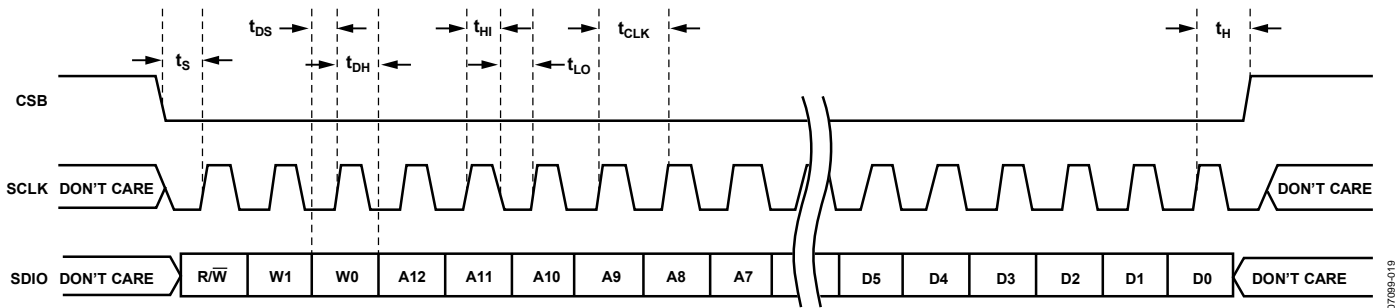 tDS
tHI
tCLK
tH
tS
tDH
tLO
CSB
SCLK DON'T CARE DON'T CARE
SDIO DON'T CARE R/W̅ W1 W0 A12 A11 A10 A9 A8 A7 D5 D4 D3 D2 D1 D0 DON'T CARE
07099-019